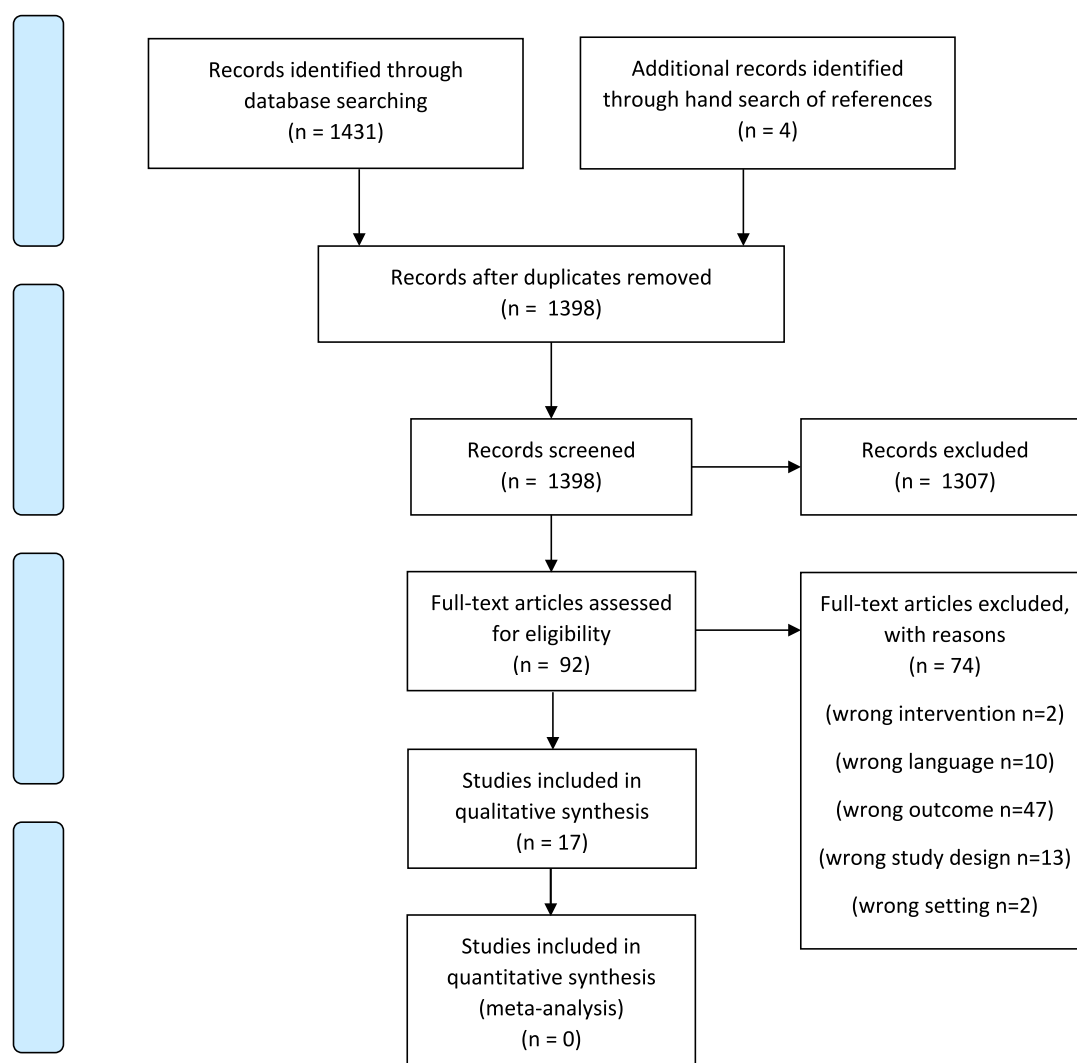 Records identified through
database searching
(n = 1431)
Additional records identified
through hand search of references
(n = 4)
Records after duplicates removed
(n = 1398)
Records screened
(n = 1398)
Records excluded
(n = 1307)
Full-text articles assessed
for eligibility
(n = 92)
Full-text articles excluded,
with reasons
(n = 74)
(wrong intervention n=2)
(wrong language n=10)
(wrong outcome n=47)
(wrong study design n=13)
(wrong setting n=2)
Studies included in
qualitative synthesis
(n = 17)
Studies included in
quantitative synthesis
(meta-analysis)
(n = 0)